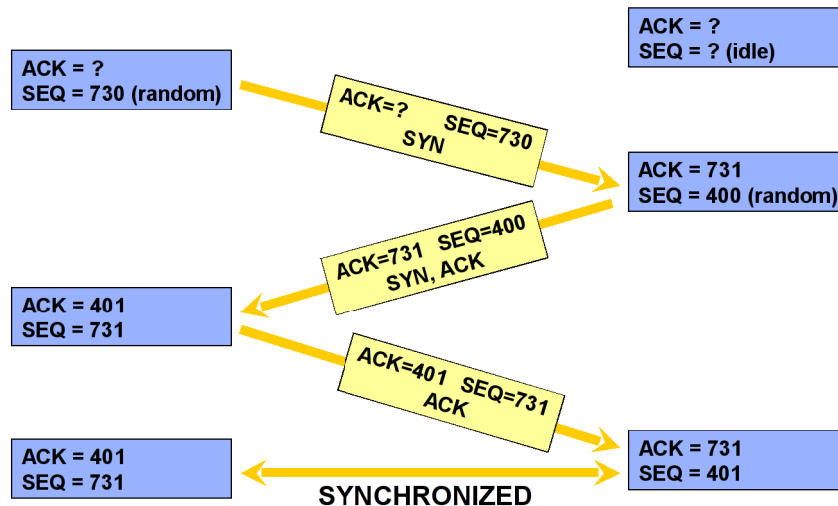 ACK = ?
SEQ = ? (idle)
ACK = ?
SEQ = 730 (random)
ACK=? SEQ=730
SYN
ACK = 731
SEQ = 400 (random)
ACK=731 SEQ=400
SYN, ACK
ACK = 401
SEQ = 731
ACK=401 SEQ=731
ACK
ACK = 401
SEQ = 731
ACK = 731
SEQ = 401
SYNCHRONIZED